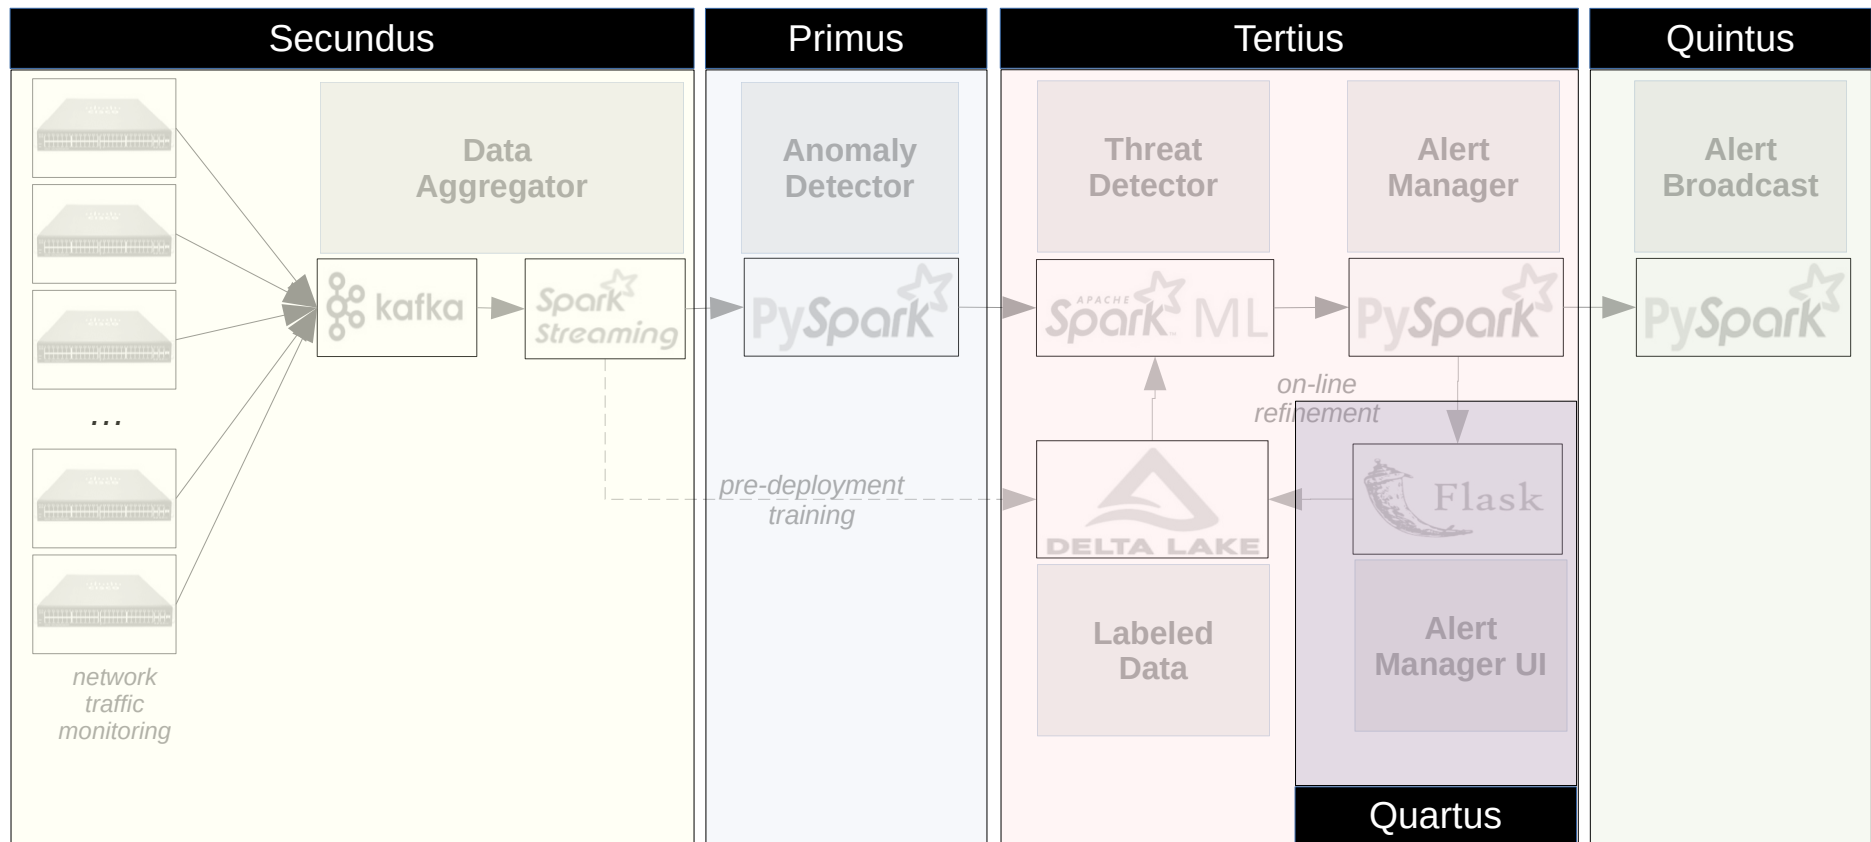 Secundus
Primus
Tertius
Quintus
Data
Aggregator
Anomaly
Detector
Threat
Detector
Alert
Manager
Alert
Broadcast
kafka
Spark
Streaming
PySpark
APACHE
Spark ML
PySpark
PySpark
on-line
refinement
...
pre-deployment
training
DELTA LAKE
Flask
Labeled
Data
Alert
Manager UI
network
traffic
monitoring
Quartus